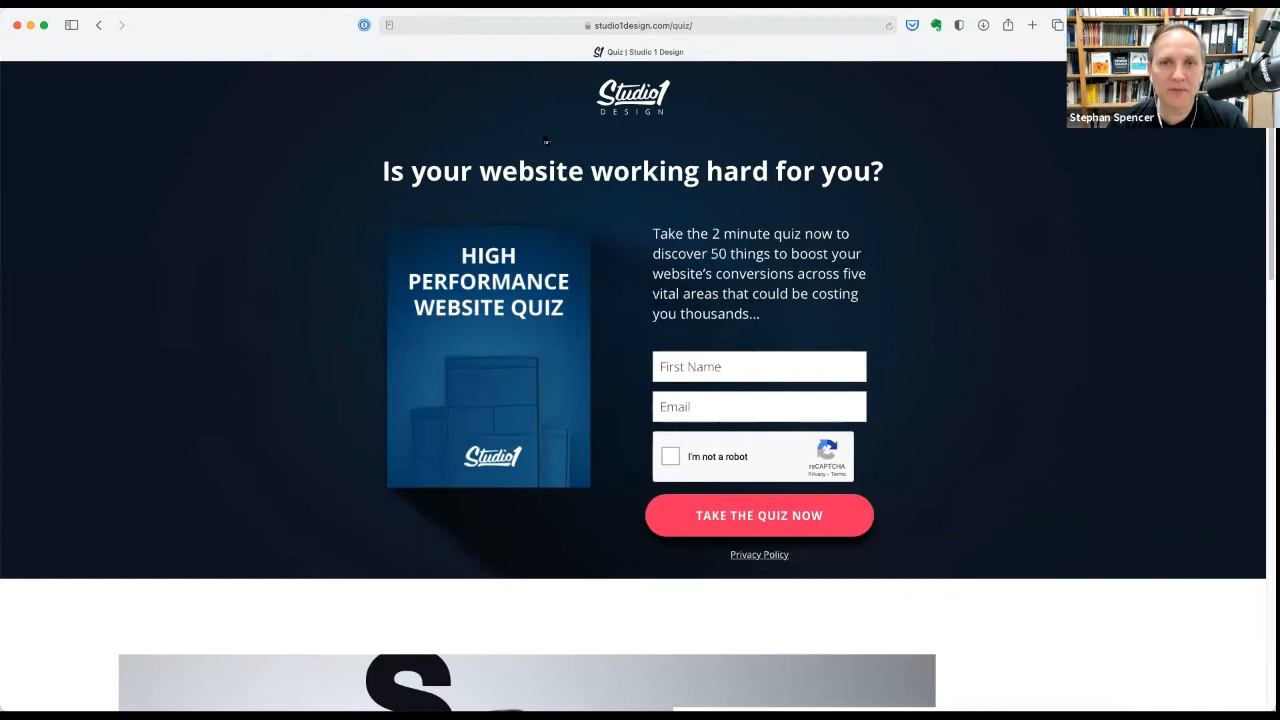 studio1design.com/quiz/
S1 Quiz | Studio 1 Design
Stephan Spencer
Studio1
DESIGN
Is your website working hard for you?
HIGH
PERFORMANCE
WEBSITE QUIZ
Studio1
Take the 2 minute quiz now to
discover 50 things to boost your
website's conversions across five
vital areas that could be costing
you thousands...
First Name
Email
I'm not a robot
reCAPTCHA
Privacy - Terms
TAKE THE QUIZ NOW
Privacy Policy
S